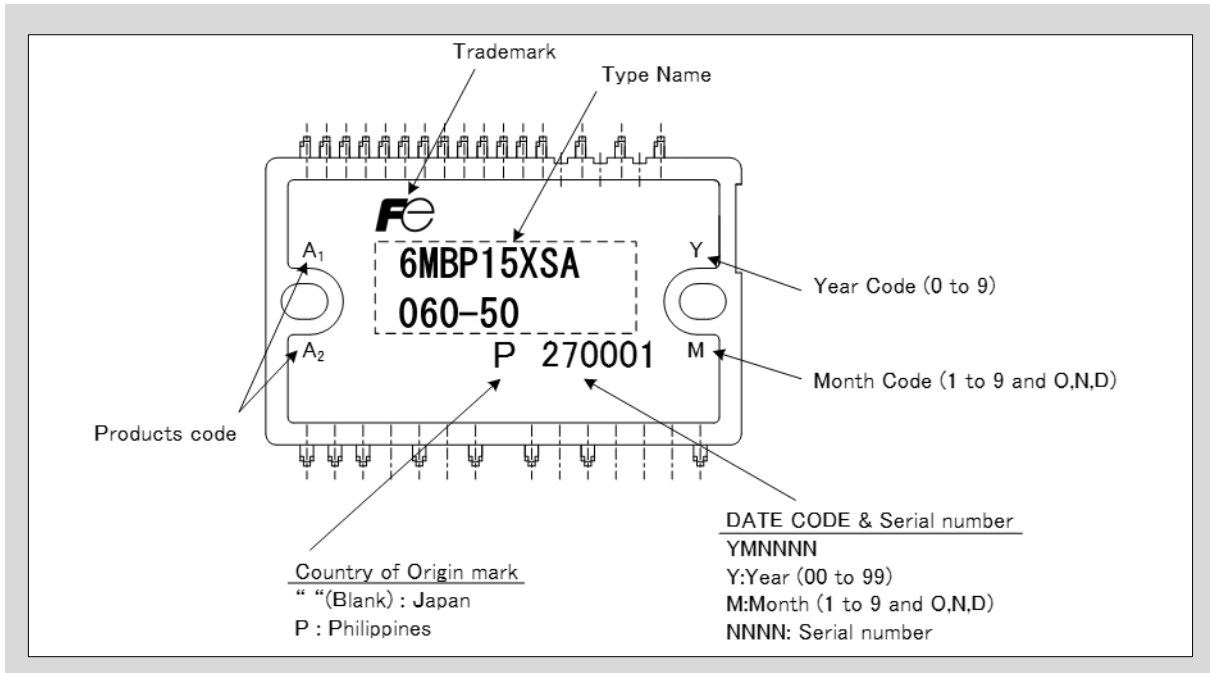 Trademark
Type Name
Fe
A1
6MBP15XSA
Y
060-50
Year Code (0 to 9)
A2
P 270001
M
Month Code (1 to 9 and O,N,D)
Products code
DATE CODE & Serial number
YMNNNN
Y:Year (00 to 99)
M:Month (1 to 9 and O,N,D)
NNNN: Serial number
Country of Origin mark
“ “(Blank) : Japan
P : Philippines